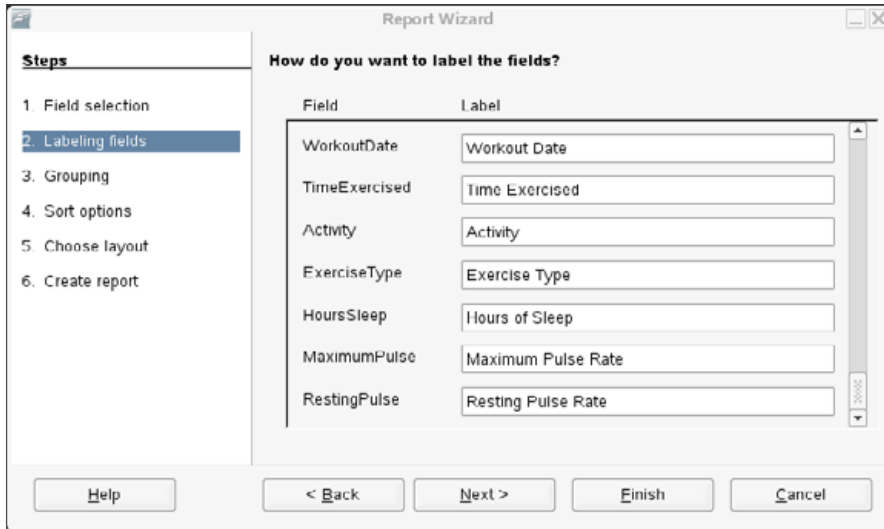 Report Wizard
Steps
1. Field selection
2. Labeling fields
3. Grouping
4. Sort options
5. Choose layout
6. Create report
How do you want to label the fields?
Field Label
WorkoutDate Workout Date
TimeExercised Time Exercised
Activity Activity
ExerciseType Exercise Type
HoursSleep Hours of Sleep
MaximumPulse Maximum Pulse Rate
RestingPulse Resting Pulse Rate
Help < Back Next > Finish Cancel